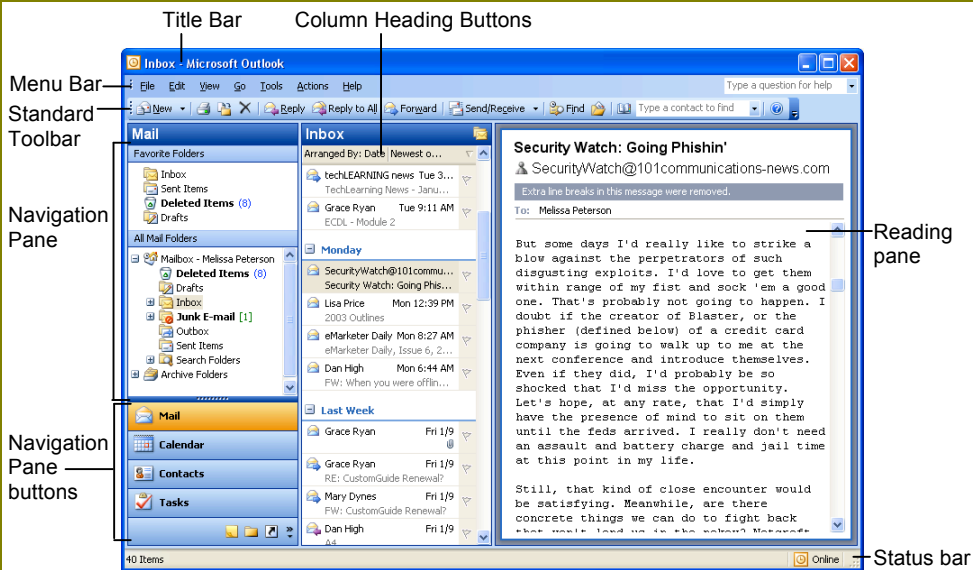 Title Bar
Column Heading Buttons
Inbox - Microsoft Outlook
Menu Bar
File Edit View Go Tools Actions Help
Type a question for help
Standard
Toolbar
New
Reply
Reply to All
Forward
Send/Receive
Find
Type a contact to find
Mail
Favorite Folders
Inbox
Sent Items
Deleted Items (8)
Drafts
Navigation
Pane
All Mail Folders
Mailbox - Melissa Peterson
Deleted Items (8)
Drafts
Inbox
Junk E-mail [1]
Outbox
Sent Items
Search Folders
Archive Folders
Navigation
Pane
buttons
Mail
Calendar
Contacts
Tasks
Inbox
Arranged By: Date Newest o...
techLEARNING news Tue 3...
TechLearning News - Janu...
Grace Ryan Tue 9:11 AM
ECDL - Module 2
Monday
SecurityWatch@101commu...
Security Watch: Going Phis...
Lisa Price Mon 12:39 PM
2003 Outlines
eMarketer Daily Mon 8:27 AM
eMarketer Daily, Issue 6, 2...
Dan High Mon 6:44 AM
FW: When you were offlin...
Last Week
Grace Ryan Fri 1/9
Grace Ryan Fri 1/9
RE: CustomGuide Renewal?
Mary Dynes Fri 1/9
FW: CustomGuide Renewal?
Dan High Fri 1/9
A4
Security Watch: Going Phishin'
SecurityWatch@101communications-news.com
Extra line breaks in this message were removed.
To: Melissa Peterson
Reading
pane
But some days I'd really like to strike a
blow against the perpetrators of such
disgusting exploits. I'd love to get them
within range of my fist and sock 'em a good
one. That's probably not going to happen. I
doubt if the creator of Blaster, or the
phisher (defined below) of a credit card
company is going to walk up to me at the
next conference and introduce themselves.
Even if they did, I'd probably be so
shocked that I'd miss the opportunity.
Let's hope, at any rate, that I'd simply
have the presence of mind to sit on them
until the feds arrived. I really don't need
an assault and battery charge and jail time
at this point in my life.
Still, that kind of close encounter would
be satisfying. Meanwhile, are there
concrete things we can do to fight back
that won't land us in the pokey? Netcraft
40 Items
Online
Status bar